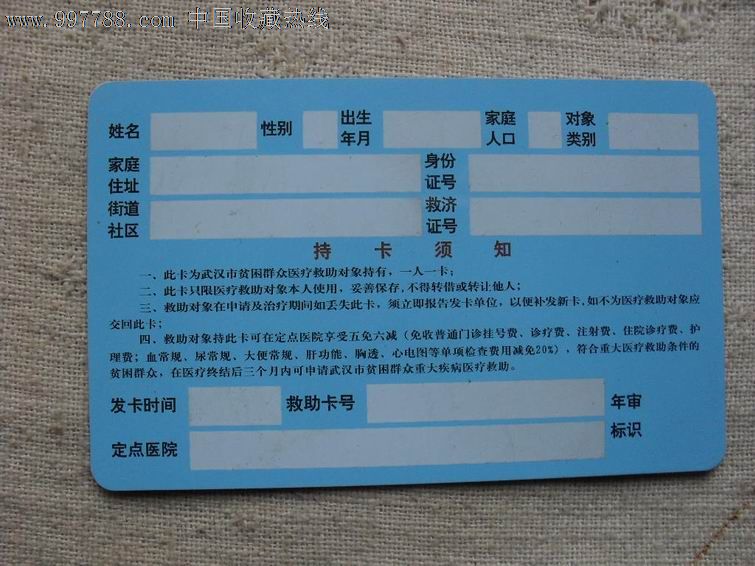 www.997788.com 中国收藏热线
姓名 性别 出生年月 家庭人口 对象类别
家庭住址 身份证号
街道社区 救济证号
持卡须知
一、此卡为武汉市贫困群众医疗救助对象持有，一人一卡；
二、此卡只限医疗救助对象本人使用，妥善保存,不得转借或转让他人；
三、救助对象在申请及治疗期间如丢失此卡，须立即报告发卡单位，以便补发新卡,如不为医疗救助对象应
交回此卡；
四、救助对象持此卡可在定点医院享受五免六减（免收普通门诊挂号费、诊疗费、注射费、住院诊疗费、护
理费；血常规、尿常规、大便常规、肝功能、胸透、心电图等单项检查费用减免20%），符合重大医疗救助条件的
贫困群众，在医疗终结后三个月内可申请武汉市贫困群众重大疾病医疗救助。
发卡时间 救助卡号 年审标识
定点医院